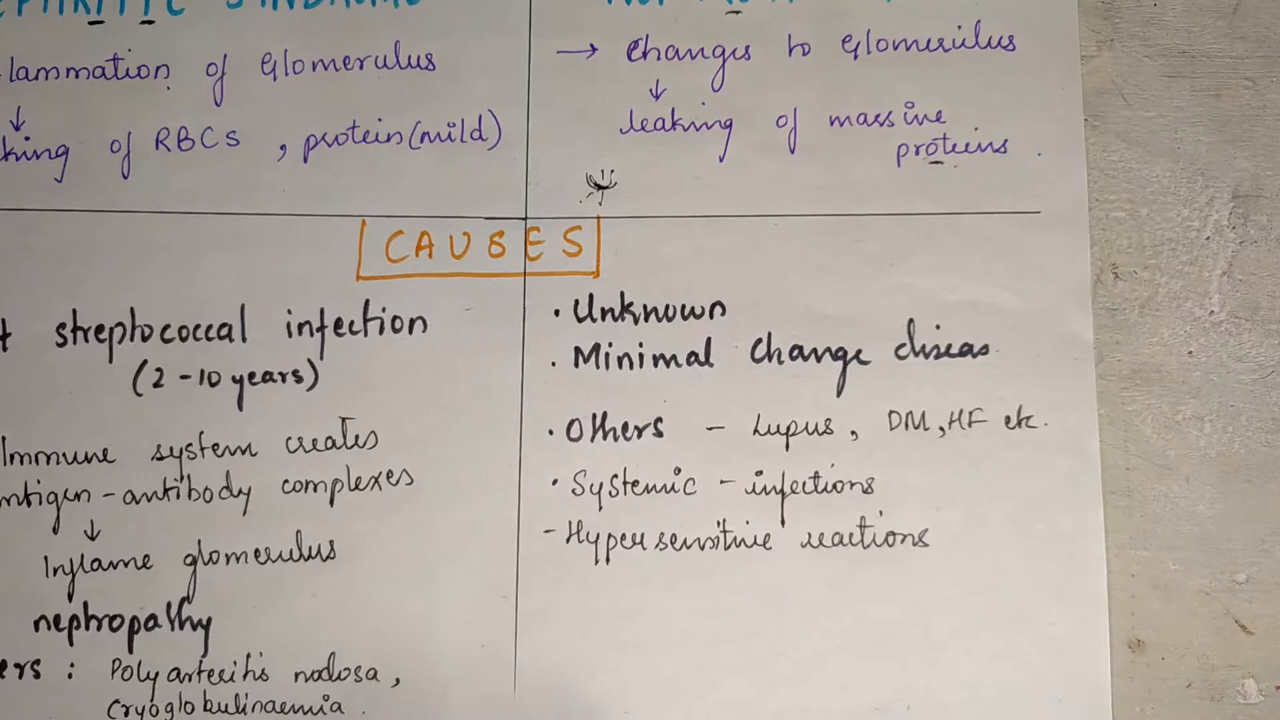 SYNDROME
lammation of Glomerulus
king of RBCs , protein (mild)
→ Changes to Glomerulus
↓
leaking of massive
proteins .
CAUSES
streptococcal infection
(2 - 10 years)
Immune system creates
ntigen - antibody complexes
↓
Inflame glomerulus
nephropathy
ers : Polyarteritis nodosa ,
Cryoglobulinaemia .
• Unknown
• Minimal Change diseas
• Others - Lupus , DM , HF etc.
• Systemic - infections
- Hypersensitive reactions